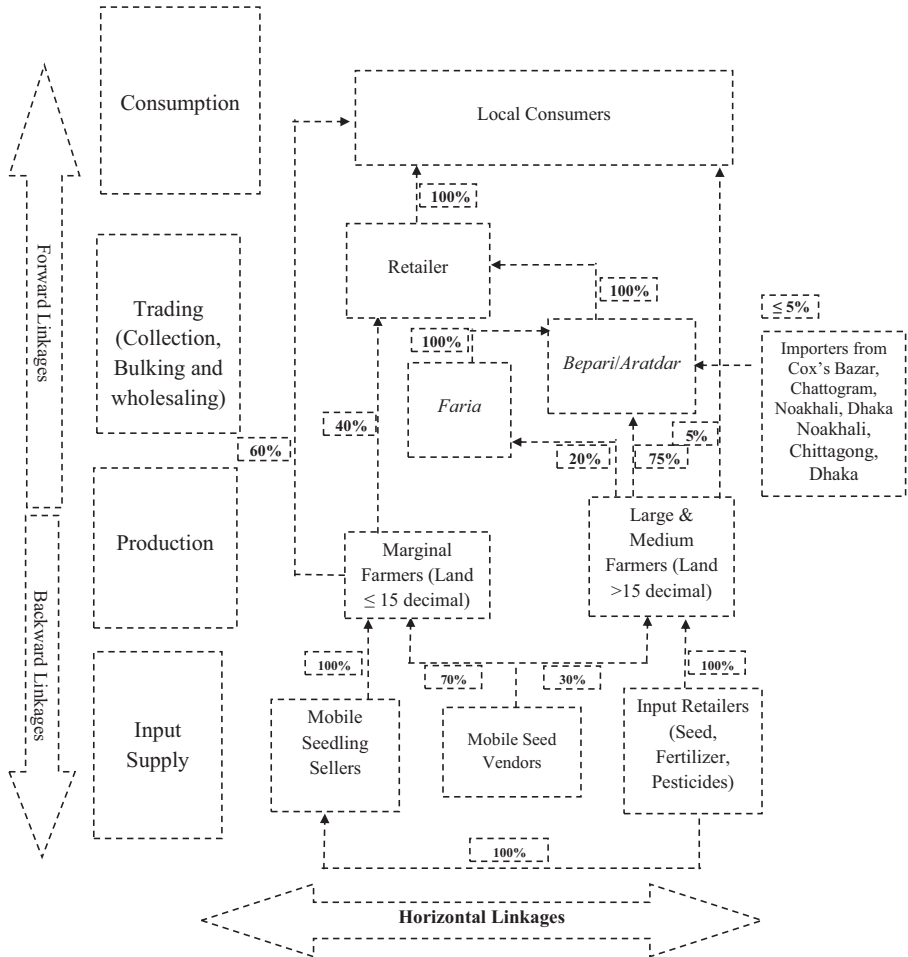 Consumption
Local Consumers
100%
Forward Linkages
Retailer
100%
≤ 5%
Trading
(Collection,
Bulking and
wholesaling)
100%
Bepari/Aratdar
Importers from
Cox's Bazar,
Chattogram,
Noakhali, Dhaka
Noakhali,
Chittagong,
Dhaka
Faria
40%
60%
5%
20%
75%
Production
Marginal
Farmers (Land
≤ 15 decimal)
Large &
Medium
Farmers (Land
>15 decimal)
Backward Linkages
100%
70%
30%
100%
Input
Supply
Mobile
Seedling
Sellers
Mobile Seed
Vendors
Input Retailers
(Seed,
Fertilizer,
Pesticides)
100%
Horizontal Linkages